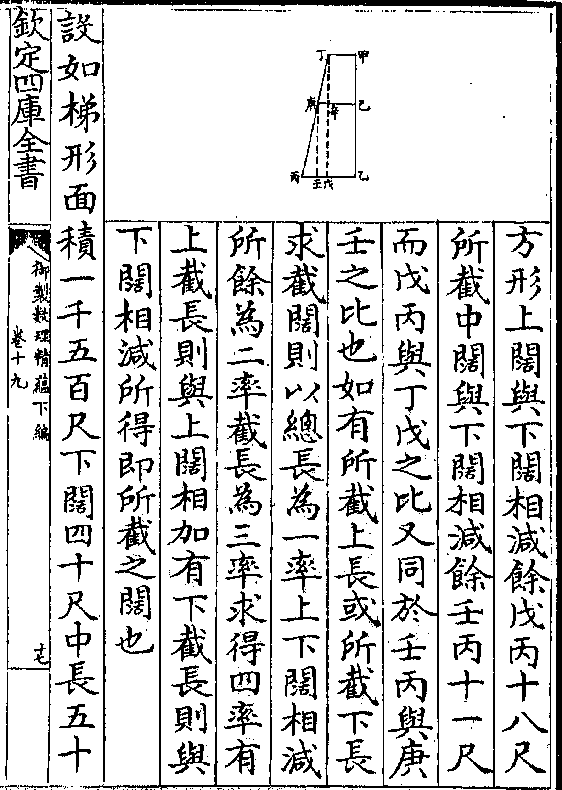 丁 甲
庚 辛 己
丙 壬 戊 乙
方形上闊與下闊相減餘戊丙十八尺
所截中闊與下闊相減餘壬丙十一尺
而戊丙與丁戊之比又同於壬丙與庚
壬之比也如有所截上長或所截下長
求截闊則以總長為一率上下闊相減
所餘為二率截長為三率求得四率有
上截長則與上闊相加有下截長則與
下闊相減所得即所截之闊也
設如梯形面積一千五百尺下闊四十尺中長五十
欽定四庫全書
御製數理精蘊下編
卷十九